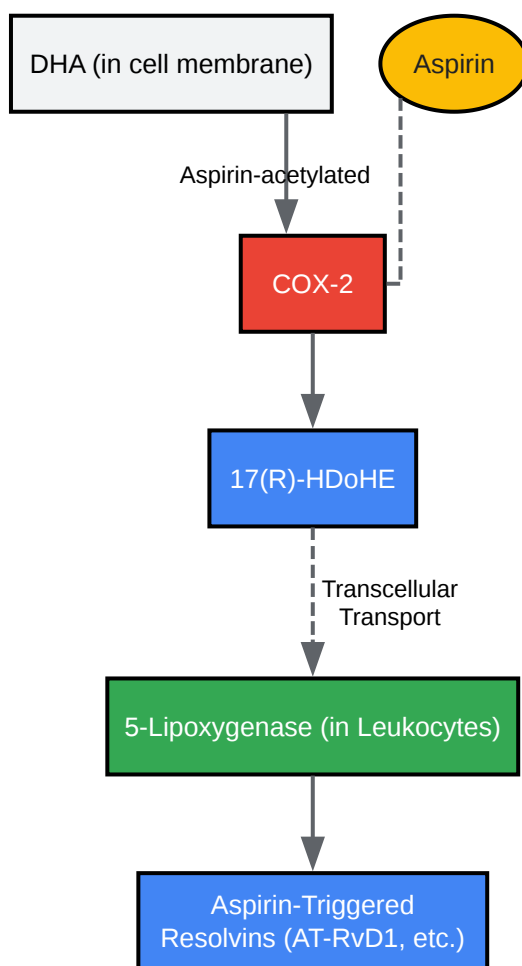 DHA (in cell membrane)
Aspirin
Aspirin-acetylated
COX-2
17(R)-HDoHE
Transcellular
Transport
5-Lipoxygenase (in Leukocytes)
Aspirin-Triggered
Resolvins (AT-RvD1, etc.)